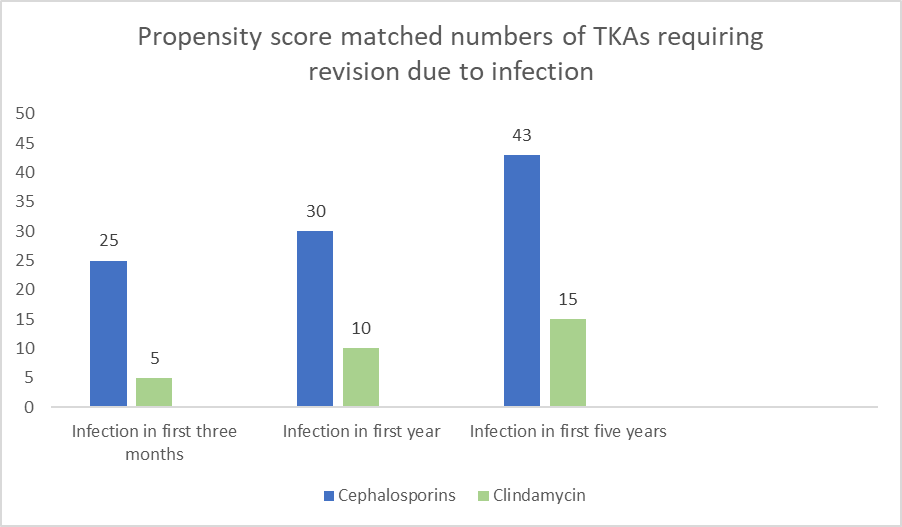 Propensity score matched numbers of TKAs requiring
revision due to infection
50
45
40
35
30
25
20
15
10
5
0
25
5
30
10
43
15
Infection in first three
months
Infection in first year
Infection in first five years
Cephalosporins
Clindamycin